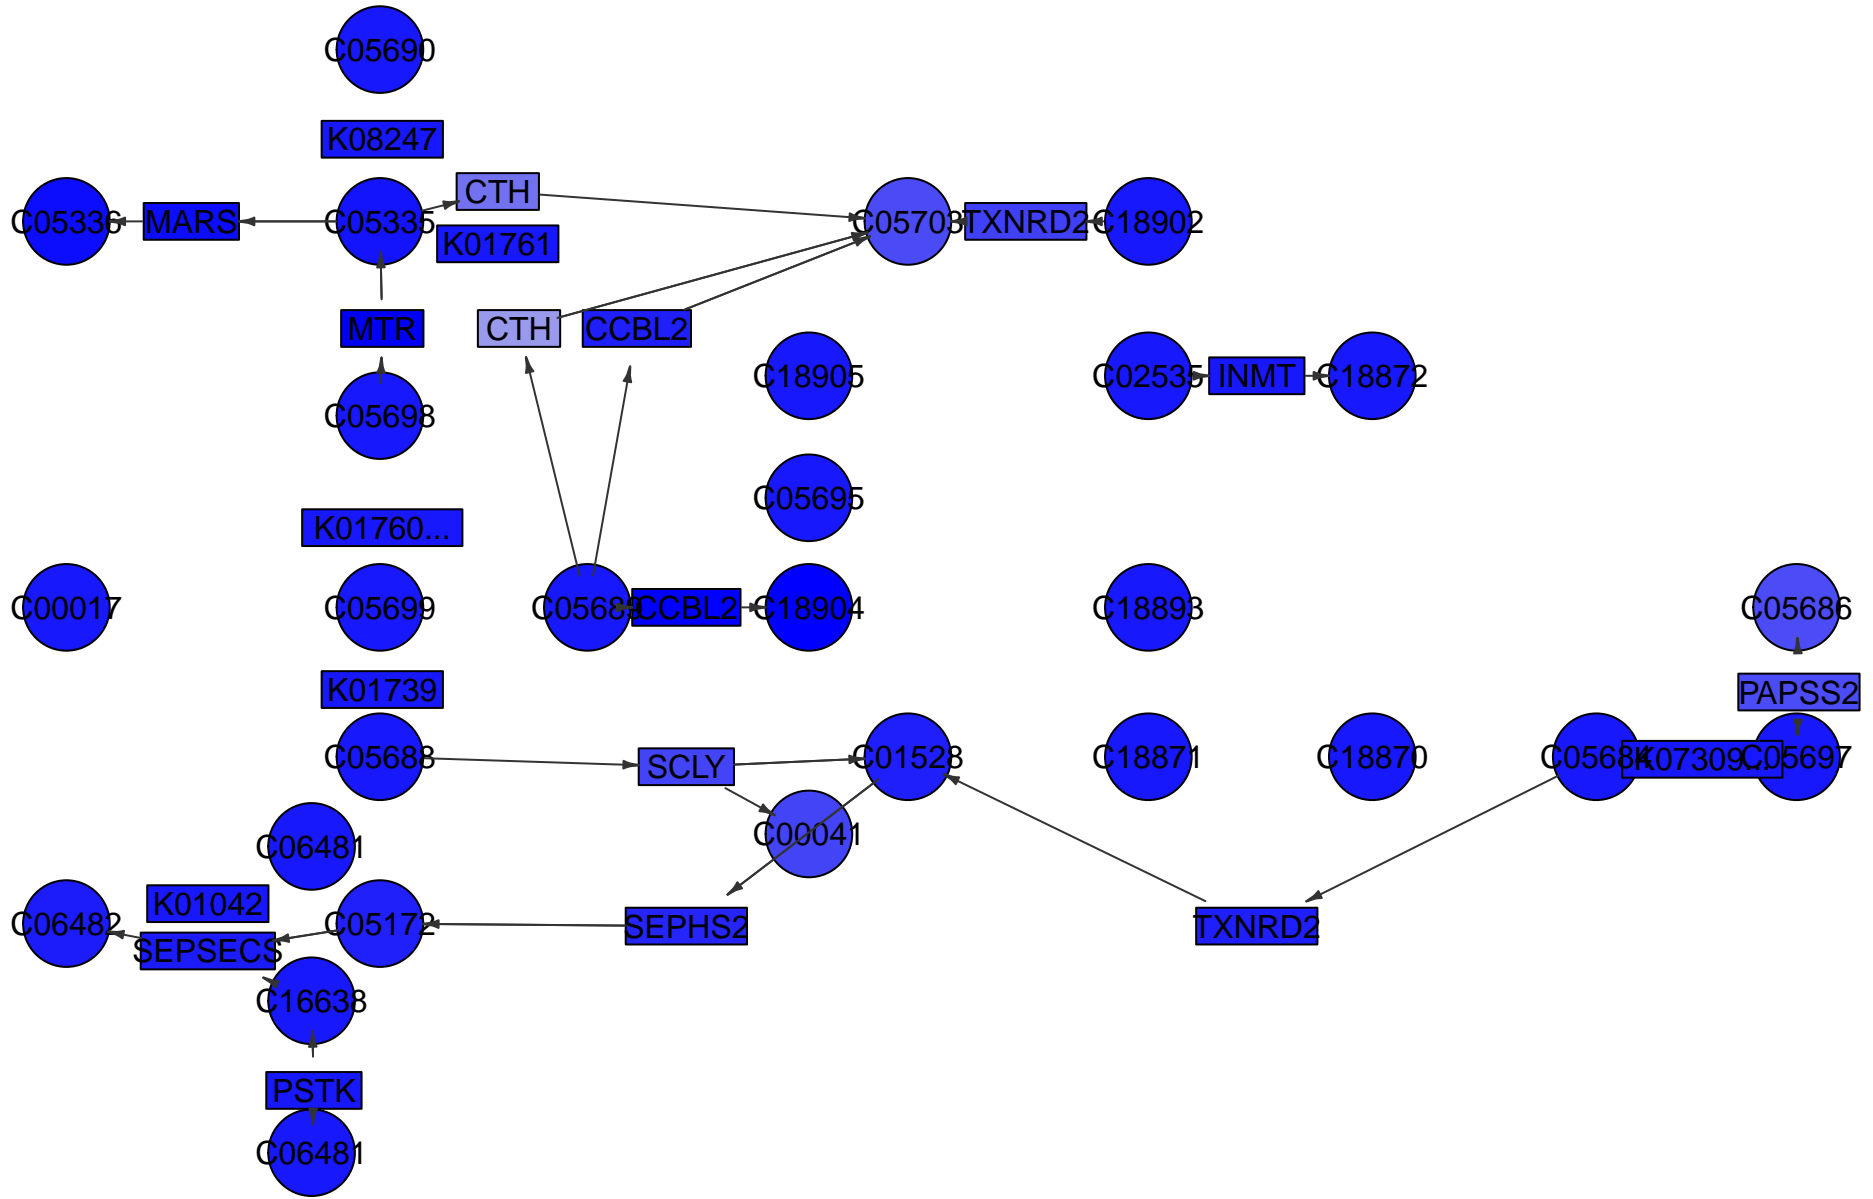 C05690
K08247
CTH
C05336
MARS
C05335
C05703
TXNRD2
C18902
K01761
MTR
CTH
CCBL2
C18905
C02535
INMT
C18872
C05698
C05695
K01760...
C00017
C05699
C05689
CCBL2
C18904
C18893
C05686
K01739
PAPSS2
C05688
SCLY
C01528
C18871
C18870
C05684
K07309...
C05697
C00041
C06481
K01042
C06482
C05172
SEPHS2
TXNRD2
SEPSECS
C16638
PSTK
C06481